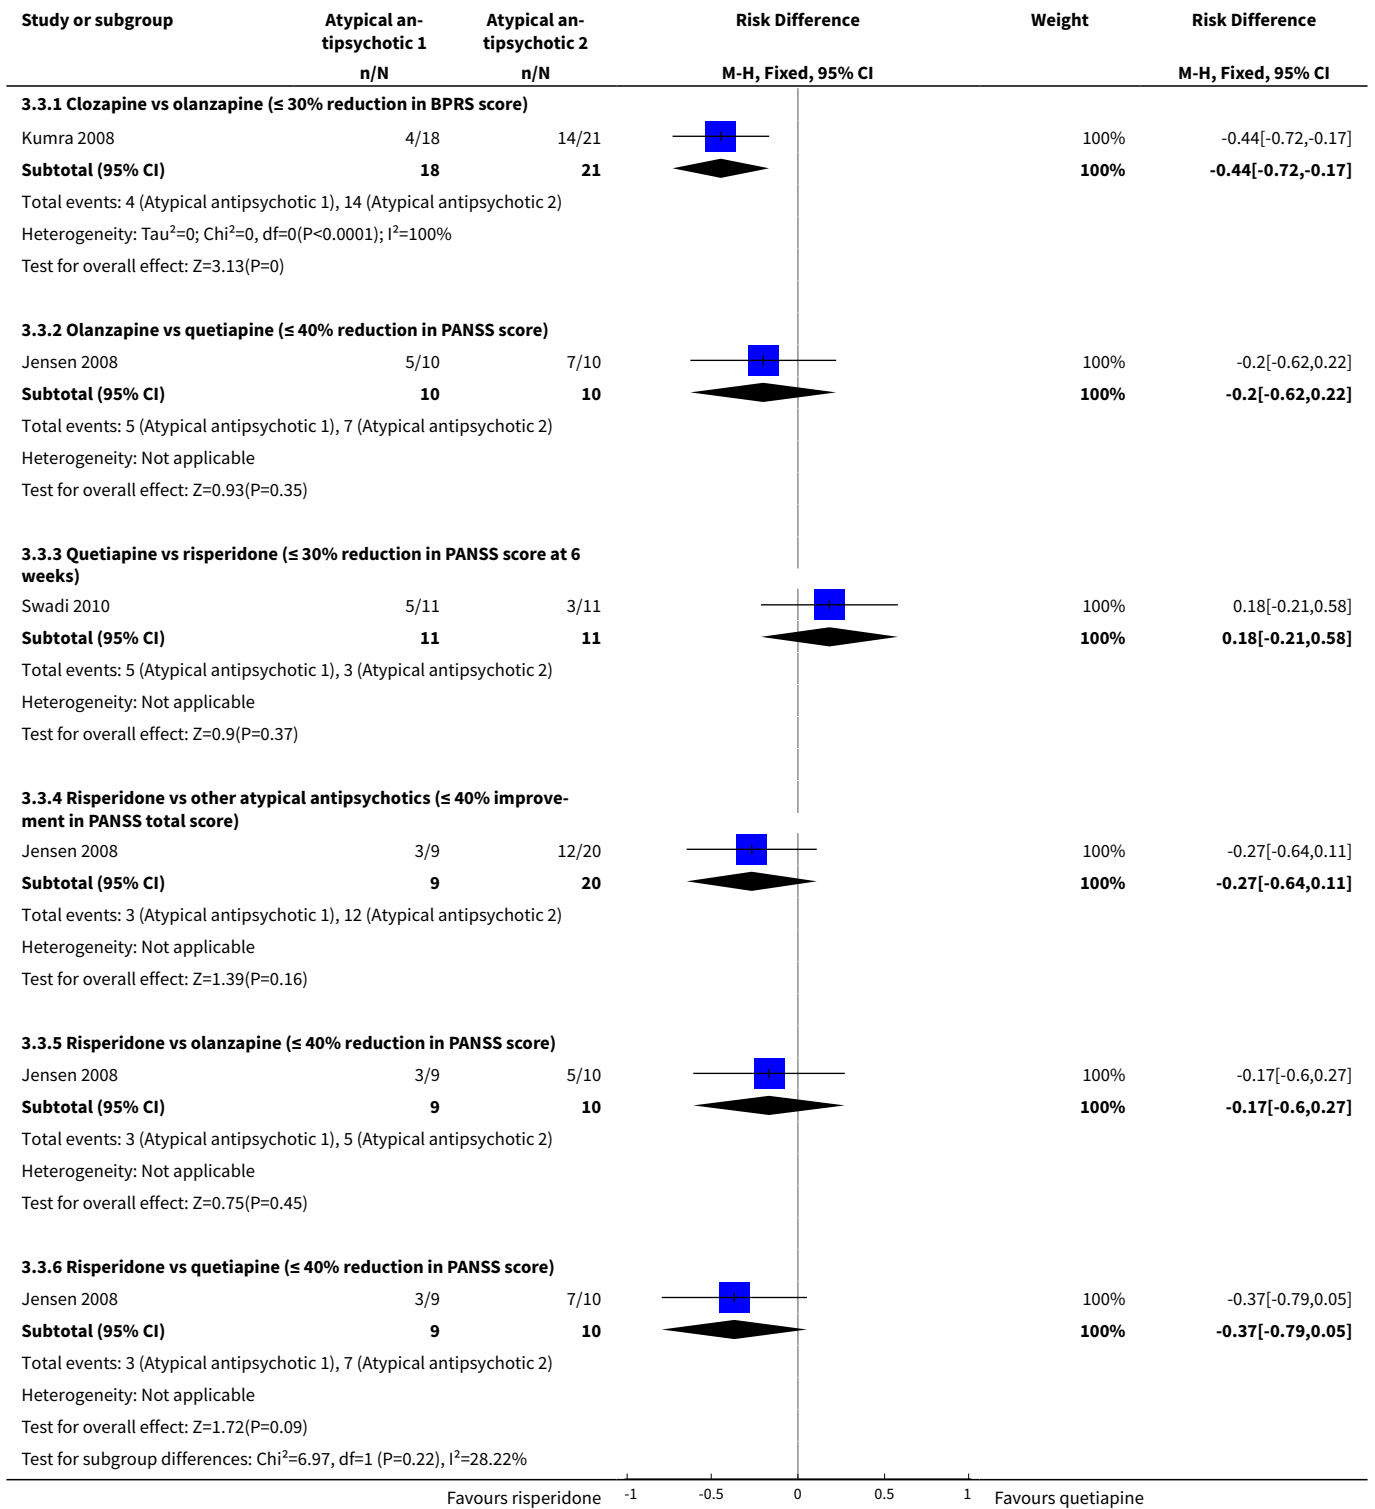 Study or subgroup Atypical an- Atypical an- Risk Difference Weight Risk Difference
tipsychotic 1 tipsychotic 2
n/N n/N M-H, Fixed, 95% CI M-H, Fixed, 95% CI
3.3.1 Clozapine vs olanzapine (≤ 30% reduction in BPRS score)
Kumra 2008 4/18 14/21 100% -0.44[-0.72,-0.17]
Subtotal (95% CI) 18 21 100% -0.44[-0.72,-0.17]
Total events: 4 (Atypical antipsychotic 1), 14 (Atypical antipsychotic 2)
Heterogeneity: Tau²=0; Chi²=0, df=0(P<0.0001); I²=100%
Test for overall effect: Z=3.13(P=0)
3.3.2 Olanzapine vs quetiapine (≤ 40% reduction in PANSS score)
Jensen 2008 5/10 7/10 100% -0.2[-0.62,0.22]
Subtotal (95% CI) 10 10 100% -0.2[-0.62,0.22]
Total events: 5 (Atypical antipsychotic 1), 7 (Atypical antipsychotic 2)
Heterogeneity: Not applicable
Test for overall effect: Z=0.93(P=0.35)
3.3.3 Quetiapine vs risperidone (≤ 30% reduction in PANSS score at 6
weeks)
Swadi 2010 5/11 3/11 100% 0.18[-0.21,0.58]
Subtotal (95% CI) 11 11 100% 0.18[-0.21,0.58]
Total events: 5 (Atypical antipsychotic 1), 3 (Atypical antipsychotic 2)
Heterogeneity: Not applicable
Test for overall effect: Z=0.9(P=0.37)
3.3.4 Risperidone vs other atypical antipsychotics (≤ 40% improve-
ment in PANSS total score)
Jensen 2008 3/9 12/20 100% -0.27[-0.64,0.11]
Subtotal (95% CI) 9 20 100% -0.27[-0.64,0.11]
Total events: 3 (Atypical antipsychotic 1), 12 (Atypical antipsychotic 2)
Heterogeneity: Not applicable
Test for overall effect: Z=1.39(P=0.16)
3.3.5 Risperidone vs olanzapine (≤ 40% reduction in PANSS score)
Jensen 2008 3/9 5/10 100% -0.17[-0.6,0.27]
Subtotal (95% CI) 9 10 100% -0.17[-0.6,0.27]
Total events: 3 (Atypical antipsychotic 1), 5 (Atypical antipsychotic 2)
Heterogeneity: Not applicable
Test for overall effect: Z=0.75(P=0.45)
3.3.6 Risperidone vs quetiapine (≤ 40% reduction in PANSS score)
Jensen 2008 3/9 7/10 100% -0.37[-0.79,0.05]
Subtotal (95% CI) 9 10 100% -0.37[-0.79,0.05]
Total events: 3 (Atypical antipsychotic 1), 7 (Atypical antipsychotic 2)
Heterogeneity: Not applicable
Test for overall effect: Z=1.72(P=0.09)
Test for subgroup differences: Chi²=6.97, df=1 (P=0.22), I²=28.22%
Favours risperidone -1 -0.5 0 0.5 1 Favours quetiapine